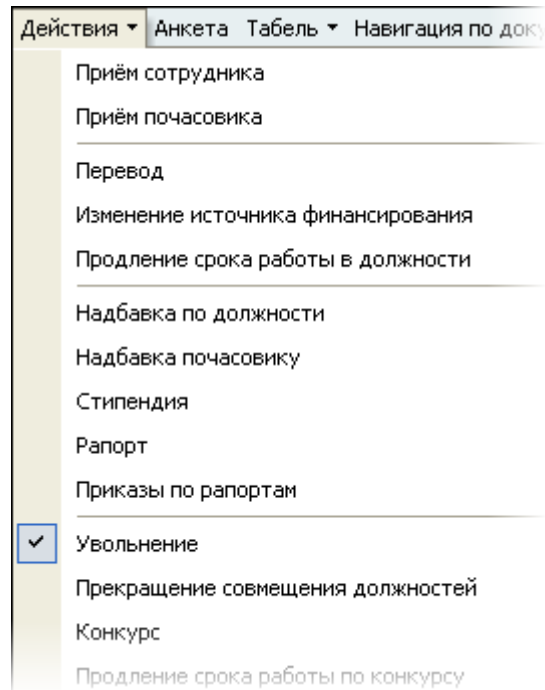 Действия Анкета Табель Навигация по доку
Приём сотрудника
Приём почасовика
Перевод
Изменение источника финансирования
Продление срока работы в должности
Надбавка по должности
Надбавка почасовику
Стипендия
Рапорт
Приказы по рапортам
Увольнение
Прекращение совмещения должностей
Конкурс
Продление срока работы по конкурсу